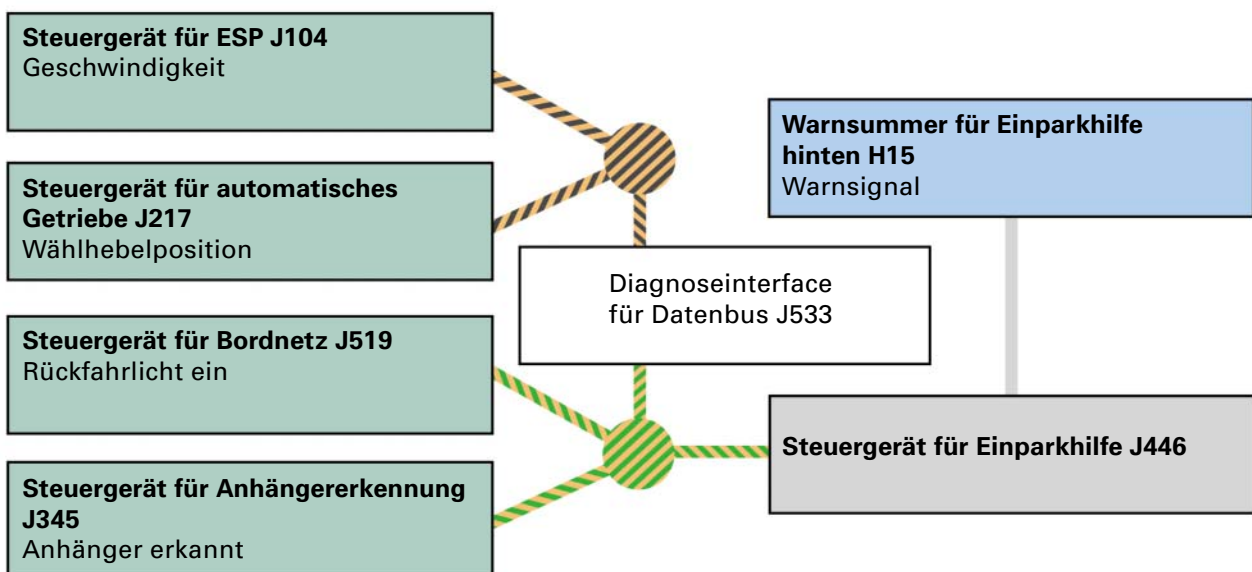 Steuergerät für ESP J104
Geschwindigkeit
Steuergerät für automatisches
Getriebe J217
Wählhebelposition
Steuergerät für Bordnetz J519
Rückfahrlicht ein
Steuergerät für Anhängererkennung
J345
Anhänger erkannt
Diagnoseinterface
für Datenbus J533
Warnsummer für Einparkhilfe
hinten H15
Warnsignal
Steuergerät für Einparkhilfe J446